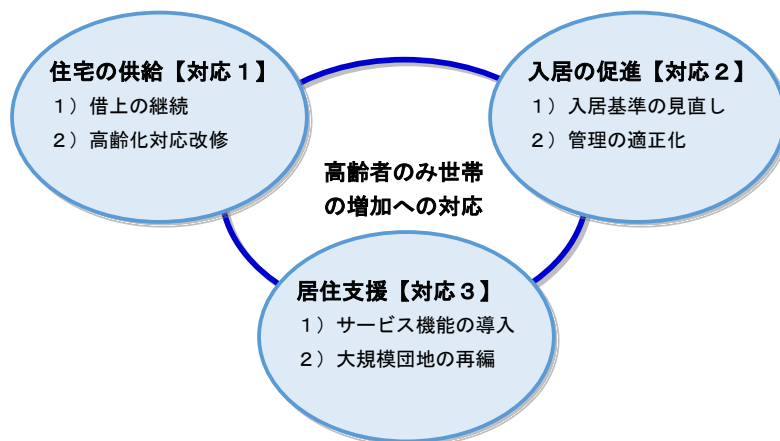 住宅の供給【対応１】
１）借上の継続
２）高齢化対応改修
入居の促進【対応２】
１）入居基準の見直し
２）管理の適正化
高齢者のみ世帯
の増加への対応
居住支援【対応３】
１）サービス機能の導入
２）大規模団地の再編